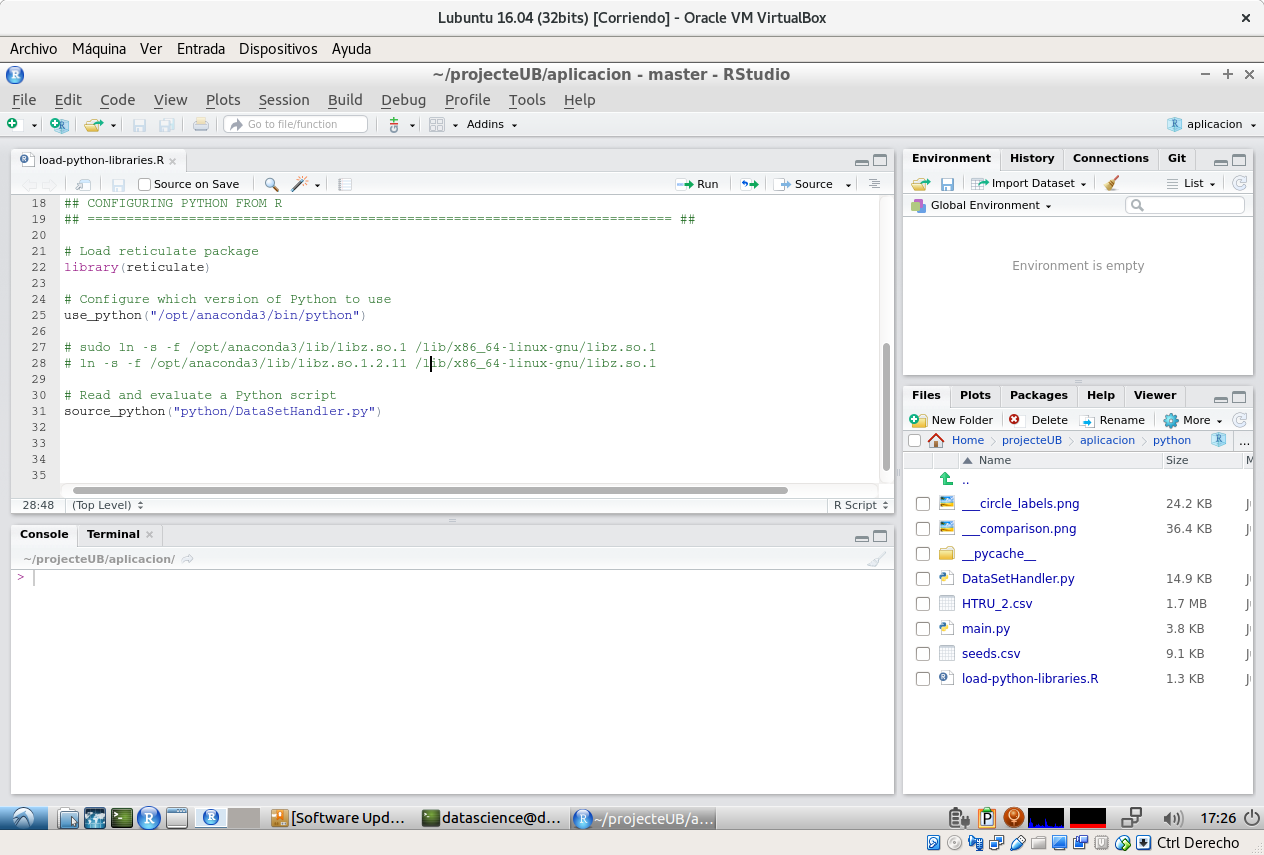 Lubuntu 16.04 (32bits) [Corriendo] - Oracle VM VirtualBox
Archivo Máquina Ver Entrada Dispositivos Ayuda
~/projecteUB/aplicacion - master - RStudio
File Edit Code View Plots Session Build Debug Profile Tools Help
Go to file/function Addins aplicacion
load-python-libraries.R
Source on Save Run Source
18 ## CONFIGURING PYTHON FROM R
19 ## =========================================================================== ##
20
21 # Load reticulate package
22 library(reticulate)
23
24 # Configure which version of Python to use
25 use_python("/opt/anaconda3/bin/python")
26
27 # sudo ln -s -f /opt/anaconda3/lib/libz.so.1 /lib/x86_64-linux-gnu/libz.so.1
28 # ln -s -f /opt/anaconda3/lib/libz.so.1.2.11 /lib/x86_64-linux-gnu/libz.so.1
29
30 # Read and evaluate a Python script
31 source_python("python/DataSetHandler.py")
32
33
34
35
28:48 (Top Level) R Script
Console Terminal
~/projecteUB/aplicacion/
>
Environment History Connections Git
Import Dataset List
Global Environment
Environment is empty
Files Plots Packages Help Viewer
New Folder Delete Rename More
Home projecteUB aplicacion python ...
Name Size M
..
___circle_labels.png 24.2 KB J
___comparison.png 36.4 KB J
__pycache__
DataSetHandler.py 14.9 KB J
HTRU_2.csv 1.7 MB J
main.py 3.8 KB J
seeds.csv 9.1 KB J
load-python-libraries.R 1.3 KB J
[Software Upd... datascience@d... ~/projecteUB/a... P 17:26
Ctrl Derecho